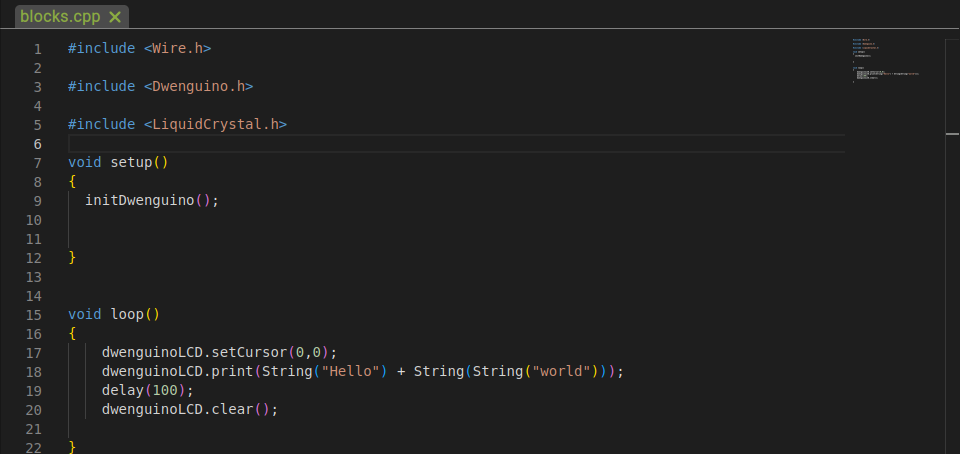 blocks.cpp
1 #include <Wire.h>
2
3 #include <Dwenguino.h>
4
5 #include <LiquidCrystal.h>
6
7 void setup()
8 {
9 initDwenguino();
10
11
12 }
13
14
15 void loop()
16 {
17 dwenguinoLCD.setCursor(0,0);
18 dwenguinoLCD.print(String("Hello") + String(String("world")));
19 delay(100);
20 dwenguinoLCD.clear();
21
22 }